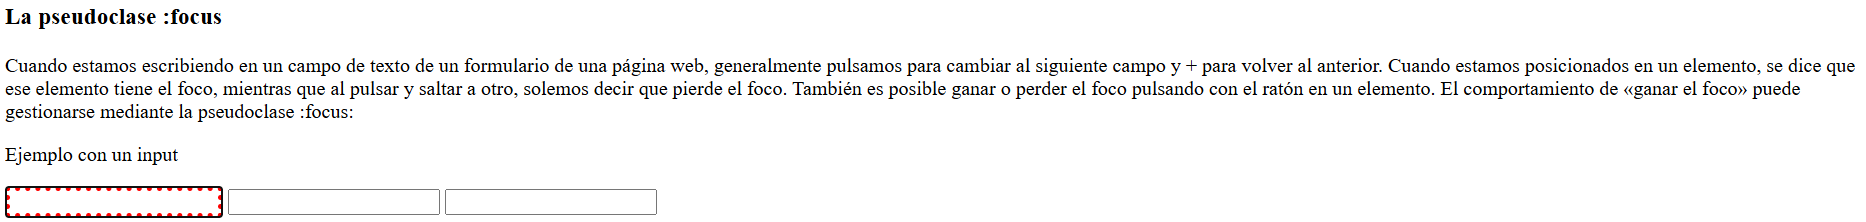 La pseudoclase :focus
Cuando estamos escribiendo en un campo de texto de un formulario de una página web, generalmente pulsamos para cambiar al siguiente campo y + para volver al anterior. Cuando estamos posicionados en un elemento, se dice que
ese elemento tiene el foco, mientras que al pulsar y saltar a otro, solemos decir que pierde el foco. También es posible ganar o perder el foco pulsando con el ratón en un elemento. El comportamiento de «ganar el foco» puede
gestionarse mediante la pseudoclase :focus:
Ejemplo con un input